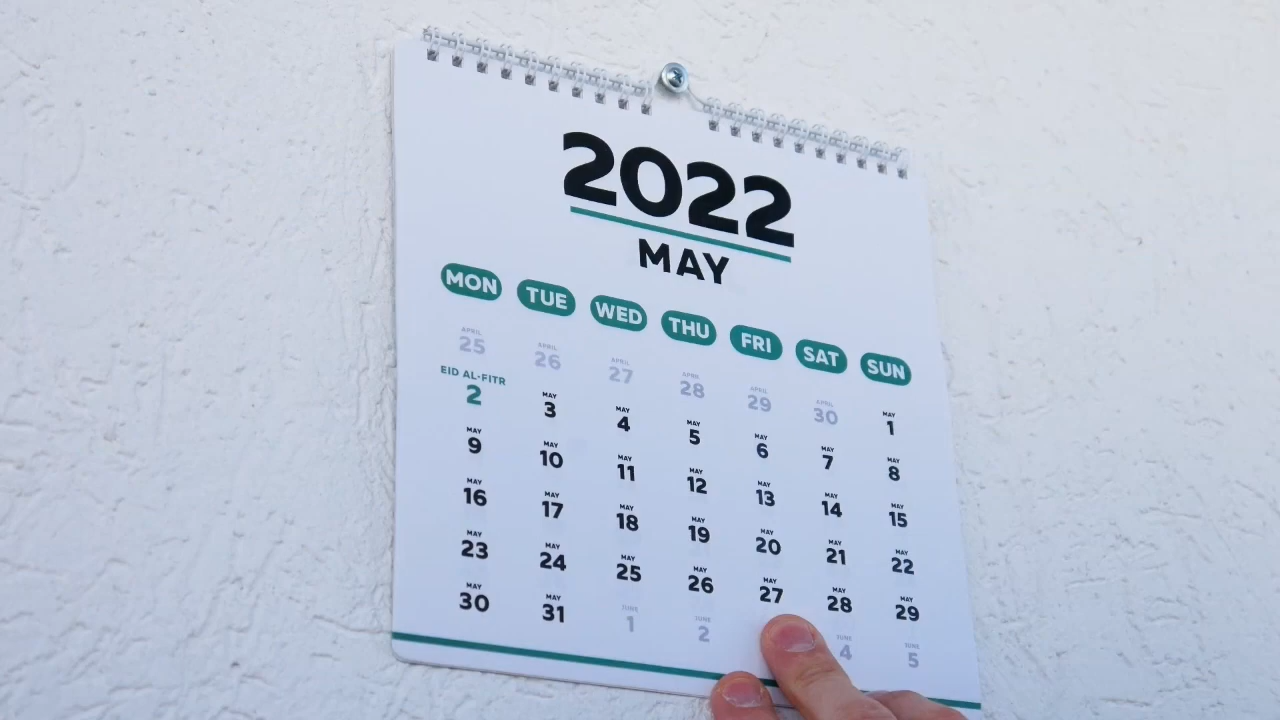 2022
MAY
MON TUE WED THU FRI SAT SUN
APRIL APRIL APRIL APRIL APRIL APRIL MAY
25 26 27 28 29 30 1
EID AL-FITR MAY MAY MAY MAY MAY MAY
2 3 4 5 6 7 8
MAY MAY MAY MAY MAY MAY MAY
9 10 11 12 13 14 15
MAY MAY MAY MAY MAY MAY MAY
16 17 18 19 20 21 22
MAY MAY MAY MAY MAY MAY MAY
23 24 25 26 27 28 29
MAY MAY JUNE JUNE JUNE JUNE
30 31 1 2 4 5